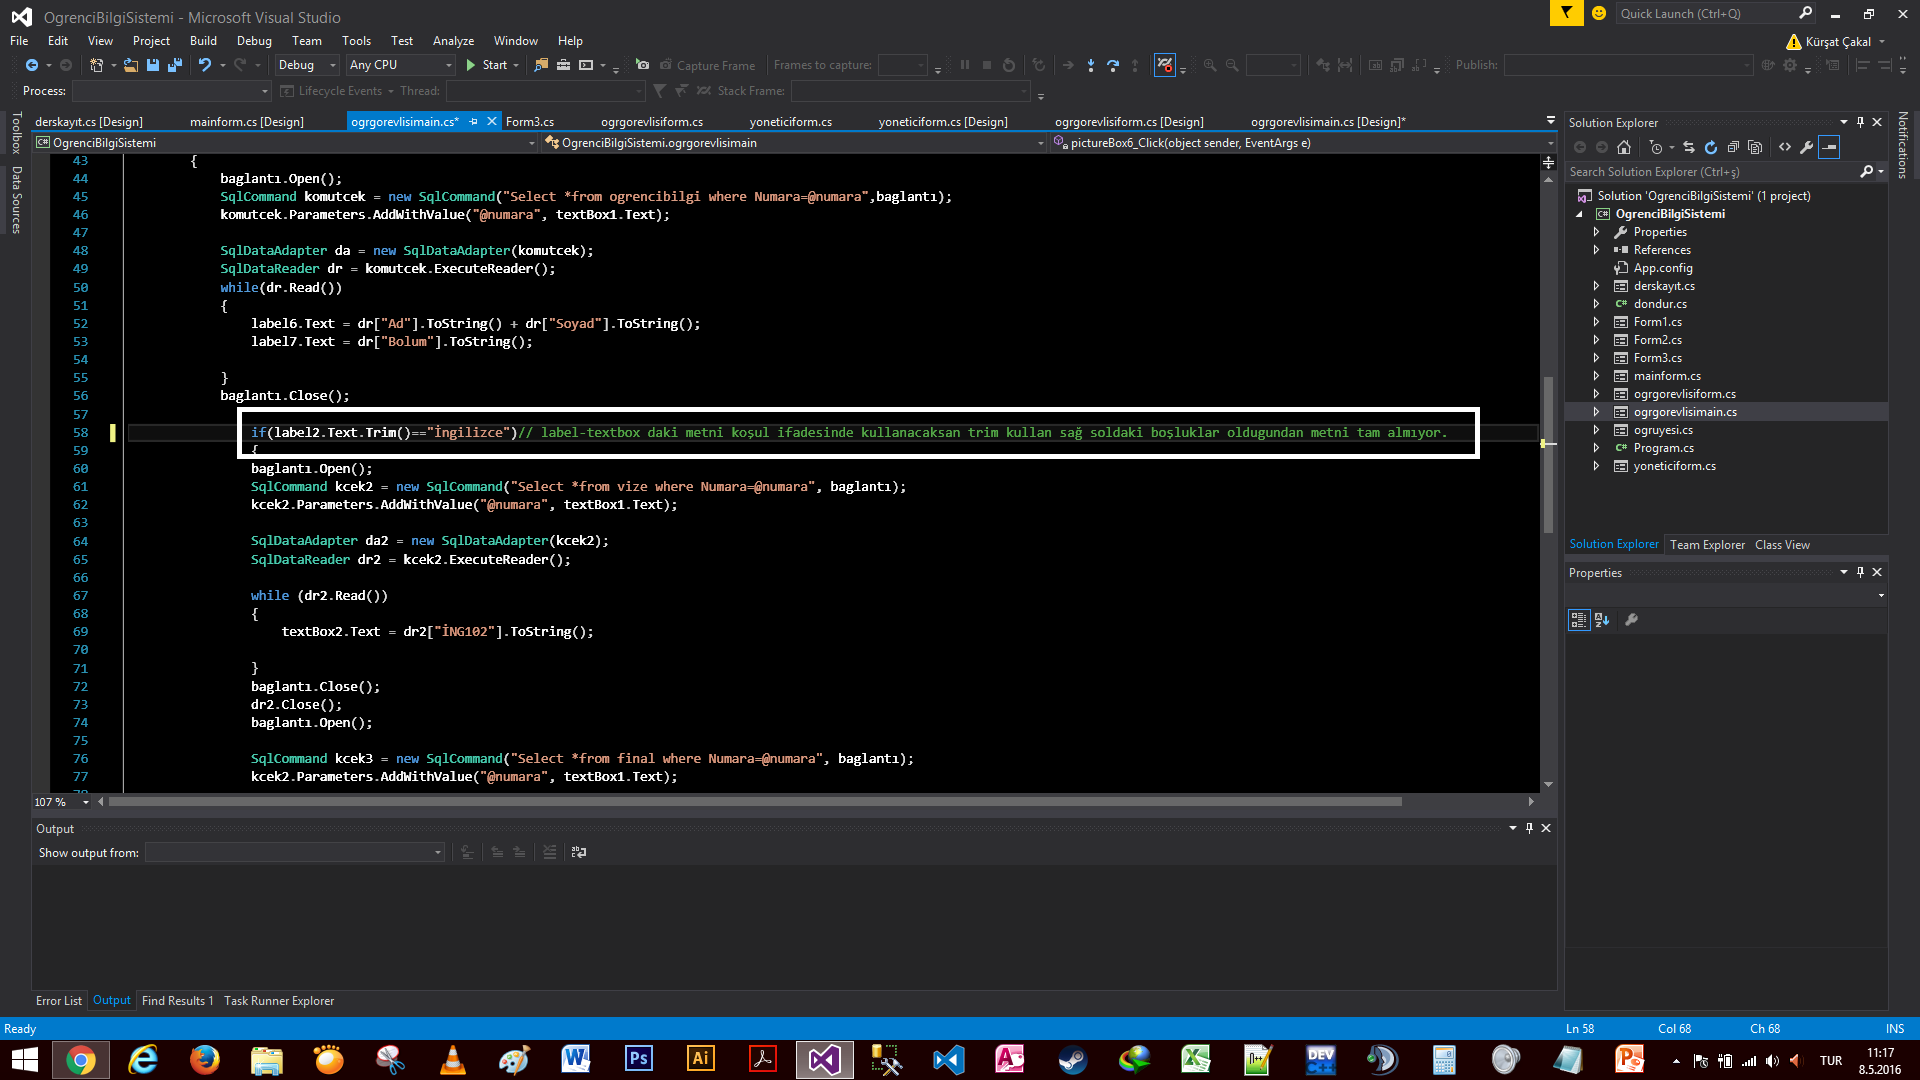 OgrenciBilgiSistemi - Microsoft Visual Studio
Quick Launch (Ctrl+Q)
File Edit View Project Build Debug Team Tools Test Analyze Window Help
Kürşat Çakal
Debug Any CPU Start Capture Frame Frames to capture: Publish:
Process: Lifecycle Events Thread: Stack Frame:
Toolbox
Data Sources
Notifications
derskayıt.cs [Design] mainform.cs [Design] ogrgorevlisimain.cs* Form3.cs ogrgorevlisiform.cs yoneticiform.cs yoneticiform.cs [Design] ogrgorevlisiform.cs [Design] ogrgorevlisimain.cs [Design]*
OgrenciBilgiSistemi OgrenciBilgiSistemi.ogrgorevlisimain pictureBox6_Click(object sender, EventArgs e)
43 {
44 baglantı.Open();
45 SqlCommand komutcek = new SqlCommand("Select *from ogrencibilgi where Numara=@numara",baglantı);
46 komutcek.Parameters.AddWithValue("@numara", textBox1.Text);
47
48 SqlDataAdapter da = new SqlDataAdapter(komutcek);
49 SqlDataReader dr = komutcek.ExecuteReader();
50 while(dr.Read())
51 {
52 label6.Text = dr["Ad"].ToString() + dr["Soyad"].ToString();
53 label7.Text = dr["Bolum"].ToString();
54
55 }
56 baglantı.Close();
57
58 if(label2.Text.Trim()=="İngilizce")// label-textbox daki metni koşul ifadesinde kullanacaksan trim kullan sağ soldaki boşluklar oldugundan metni tam almıyor.
59 {
60 baglantı.Open();
61 SqlCommand kcek2 = new SqlCommand("Select *from vize where Numara=@numara", baglantı);
62 kcek2.Parameters.AddWithValue("@numara", textBox1.Text);
63
64 SqlDataAdapter da2 = new SqlDataAdapter(kcek2);
65 SqlDataReader dr2 = kcek2.ExecuteReader();
66
67 while (dr2.Read())
68 {
69 textBox2.Text = dr2["İNG102"].ToString();
70
71 }
72 baglantı.Close();
73 dr2.Close();
74 baglantı.Open();
75
76 SqlCommand kcek3 = new SqlCommand("Select *from final where Numara=@numara", baglantı);
77 kcek2.Parameters.AddWithValue("@numara", textBox1.Text);
107 %
Output
Show output from:
Error List Output Find Results 1 Task Runner Explorer
Solution Explorer
Search Solution Explorer (Ctrl+ş)
Solution 'OgrenciBilgiSistemi' (1 project)
OgrenciBilgiSistemi
Properties
References
App.config
derskayıt.cs
dondur.cs
Form1.cs
Form2.cs
Form3.cs
mainform.cs
ogrgorevlisiform.cs
ogrgorevlisimain.cs
ogruyesi.cs
Program.cs
yoneticiform.cs
Solution Explorer Team Explorer Class View
Properties
Ready Ln 58 Col 68 Ch 68 INS
Ps Ai DEV
TUR 11:17
8.5.2016